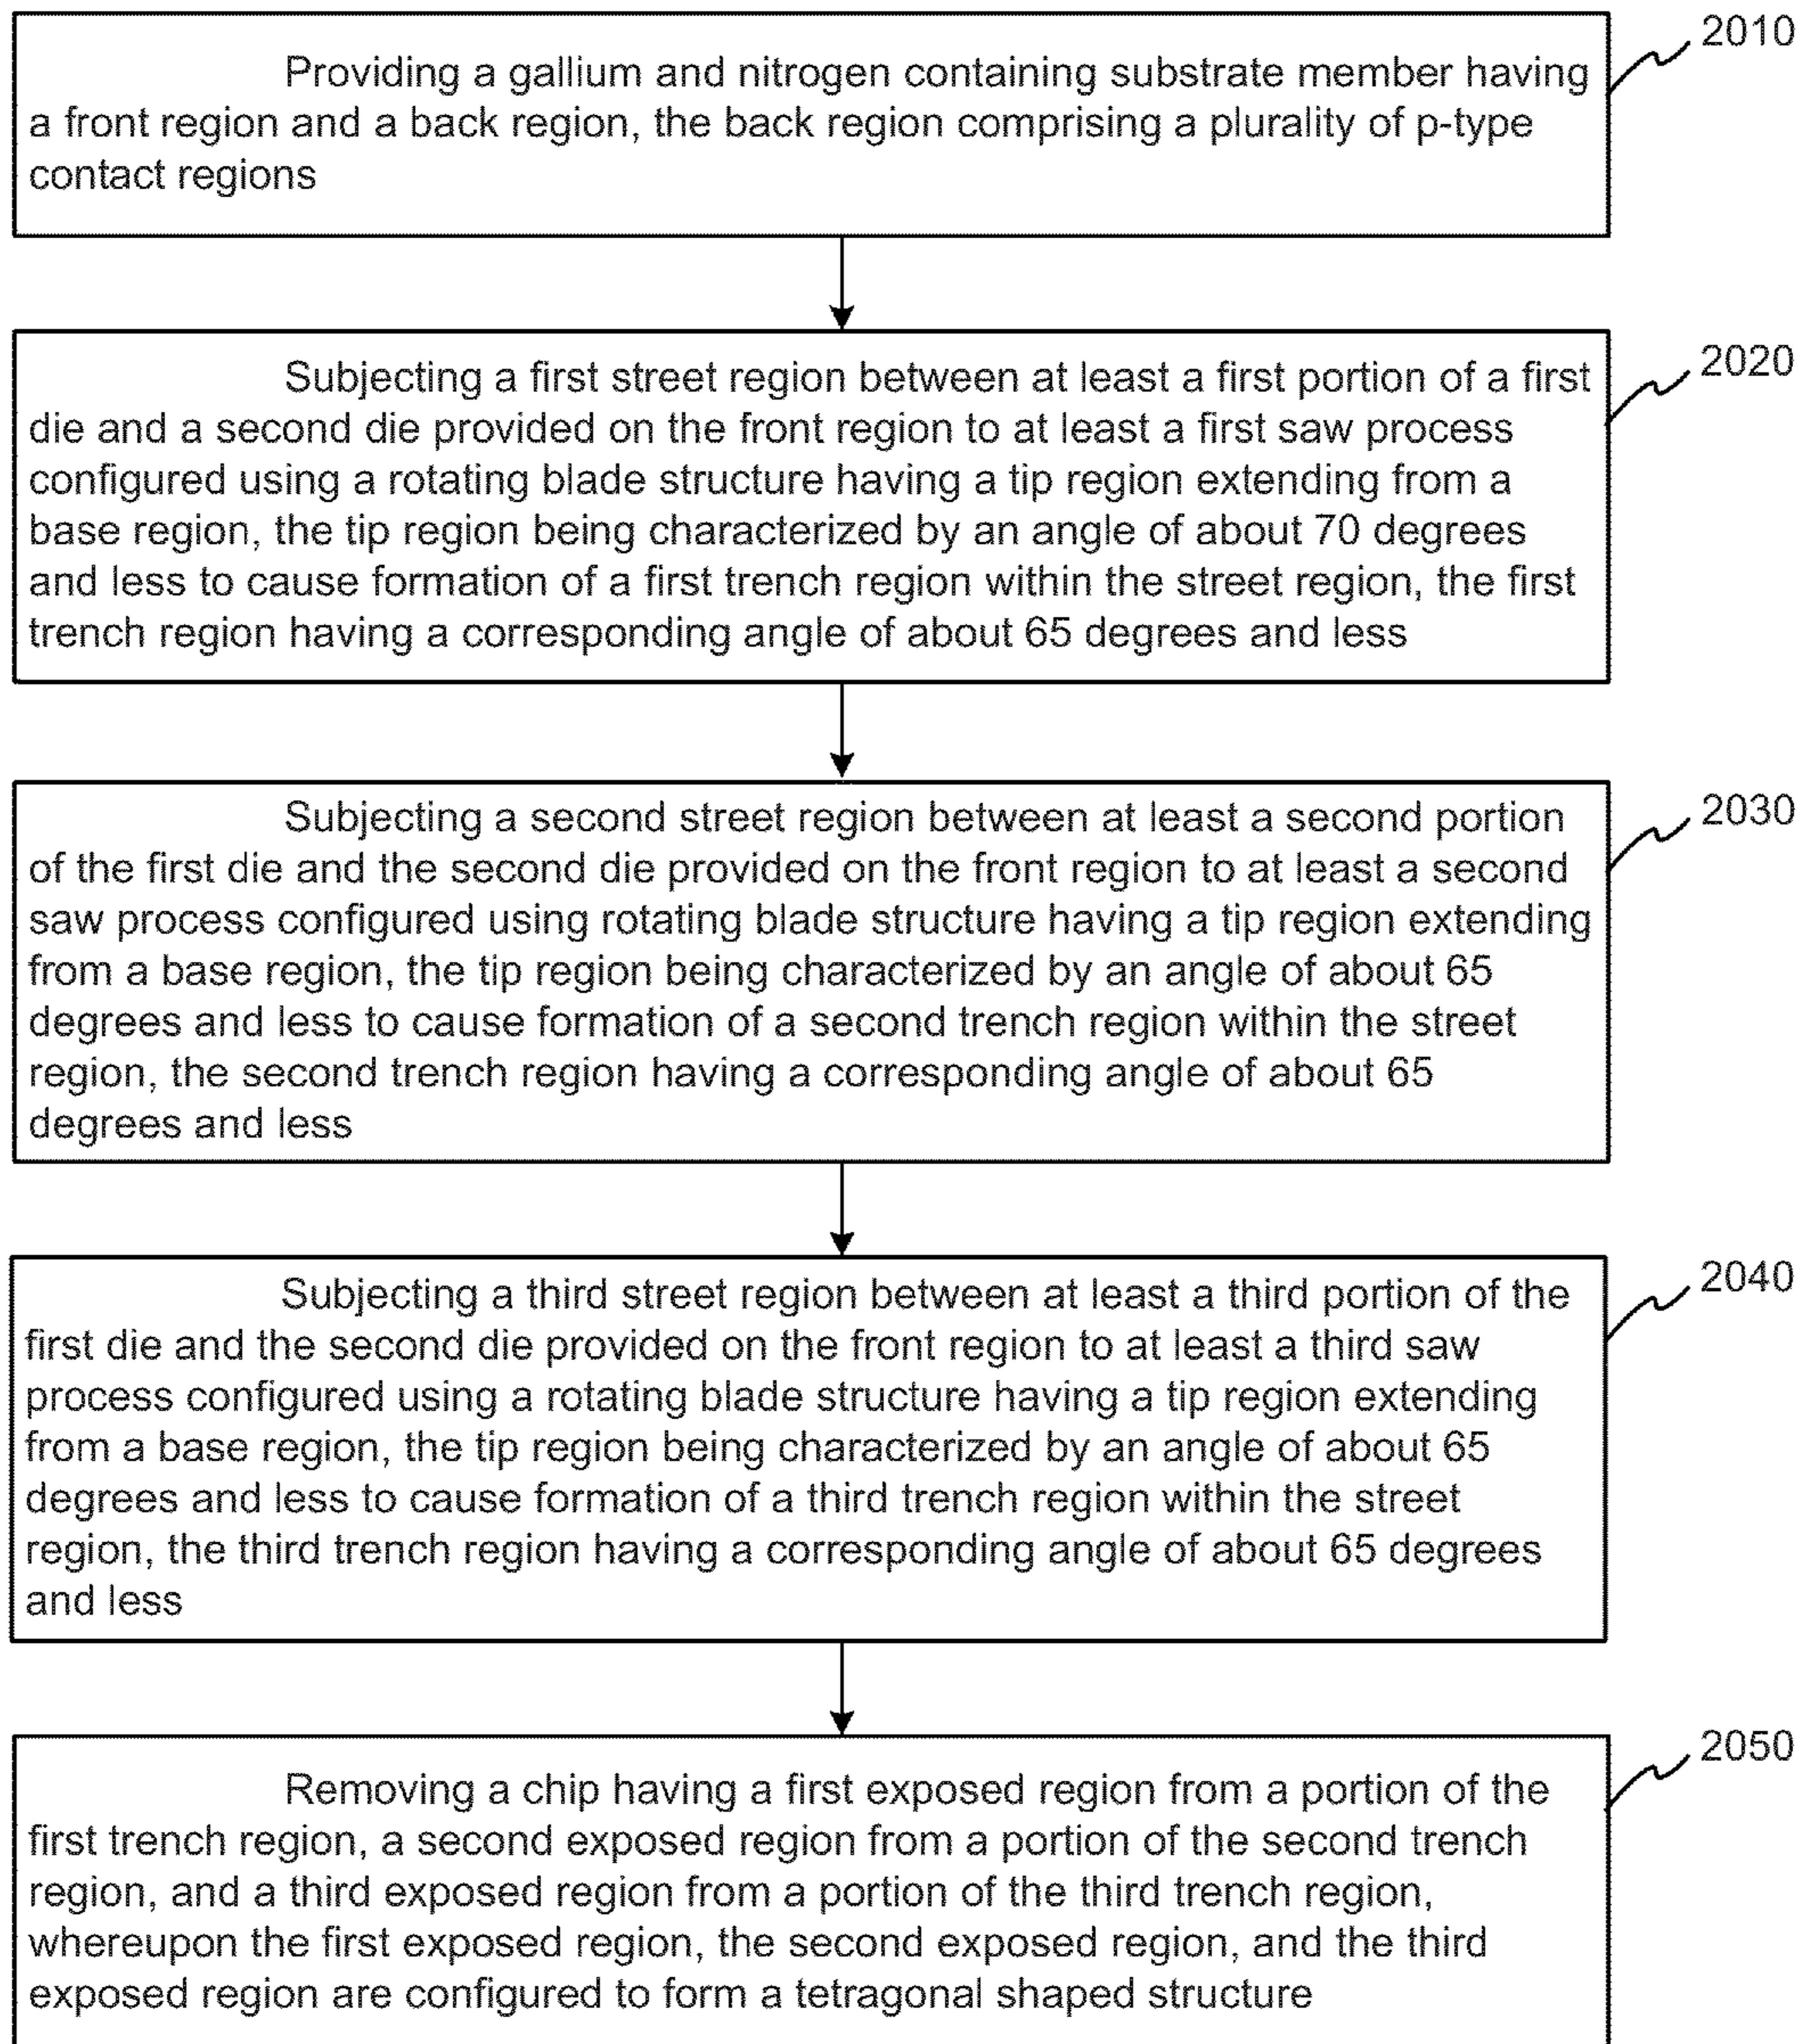 2010
Providing a gallium and nitrogen containing substrate member having
a front region and a back region, the back region comprising a plurality of p-type
contact regions
2020
Subjecting a first street region between at least a first portion of a first
die and a second die provided on the front region to at least a first saw process
configured using a rotating blade structure having a tip region extending from a
base region, the tip region being characterized by an angle of about 70 degrees
and less to cause formation of a first trench region within the street region, the first
trench region having a corresponding angle of about 65 degrees and less
2030
Subjecting a second street region between at least a second portion
of the first die and the second die provided on the front region to at least a second
saw process configured using rotating blade structure having a tip region extending
from a base region, the tip region being characterized by an angle of about 65
degrees and less to cause formation of a second trench region within the street
region, the second trench region having a corresponding angle of about 65
degrees and less
2040
Subjecting a third street region between at least a third portion of the
first die and the second die provided on the front region to at least a third saw
process configured using a rotating blade structure having a tip region extending
from a base region, the tip region being characterized by an angle of about 65
degrees and less to cause formation of a third trench region within the street
region, the third trench region having a corresponding angle of about 65 degrees
and less
2050
Removing a chip having a first exposed region from a portion of the
first trench region, a second exposed region from a portion of the second trench
region, and a third exposed region from a portion of the third trench region,
whereupon the first exposed region, the second exposed region, and the third
exposed region are configured to form a tetragonal shaped structure